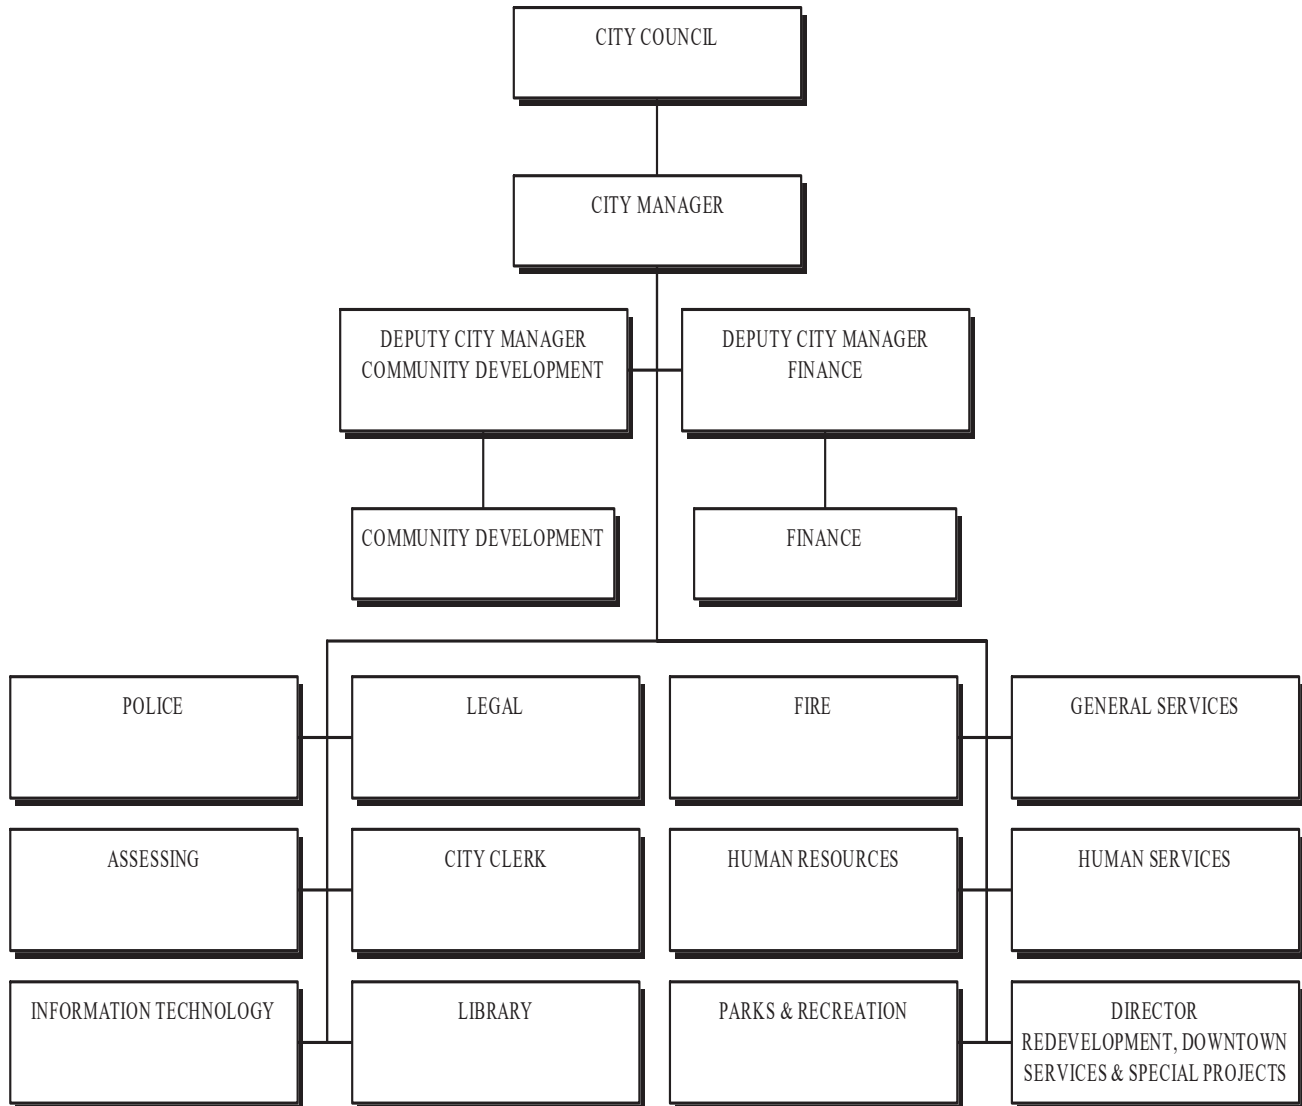 CITY COUNCIL
CITY MANAGER
DEPUTY CITY MANAGER
COMMUNITY DEVELOPMENT
DEPUTY CITY MANAGER
FINANCE
COMMUNITY DEVELOPMENT
FINANCE
POLICE
LEGAL
FIRE
GENERAL SERVICES
ASSESSING
CITY CLERK
HUMAN RESOURCES
HUMAN SERVICES
INFORMATION TECHNOLOGY
LIBRARY
PARKS & RECREATION
DIRECTOR
REDEVELOPMENT, DOWNTOWN
SERVICES & SPECIAL PROJECTS